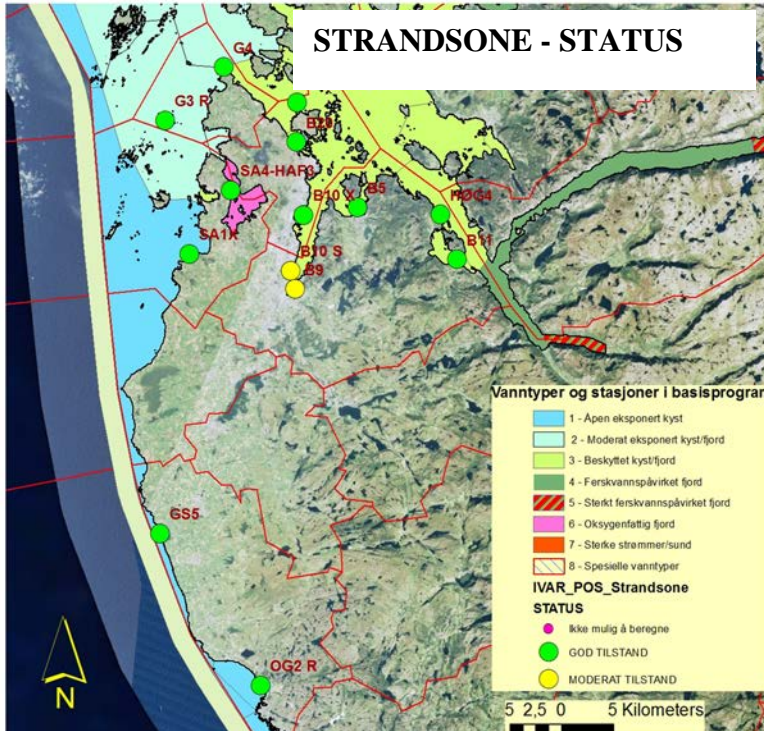 STRANDSONE - STATUS
G4
G3 R
SA4-HAF3
B10 X
B5
HØG4
SA1X
B11
B10 S
B9
GS5
OG2 R
Vanntyper og stasjoner i basisprogram
1 - Åpen eksponert kyst
2 - Moderat eksponert kyst/fjord
3 - Beskyttet kyst/fjord
4 - Ferskvannspåvirket fjord
5 - Sterkt ferskvannspåvirket fjord
6 - Oksygenfattig fjord
7 - Sterke strømmer/sund
8 - Spesielle vanntyper
IVAR_POS_Strandsone
STATUS
Ikke mulig å beregne
GOD TILSTAND
MODERAT TILSTAND
N
5 2,5 0 5 Kilometers